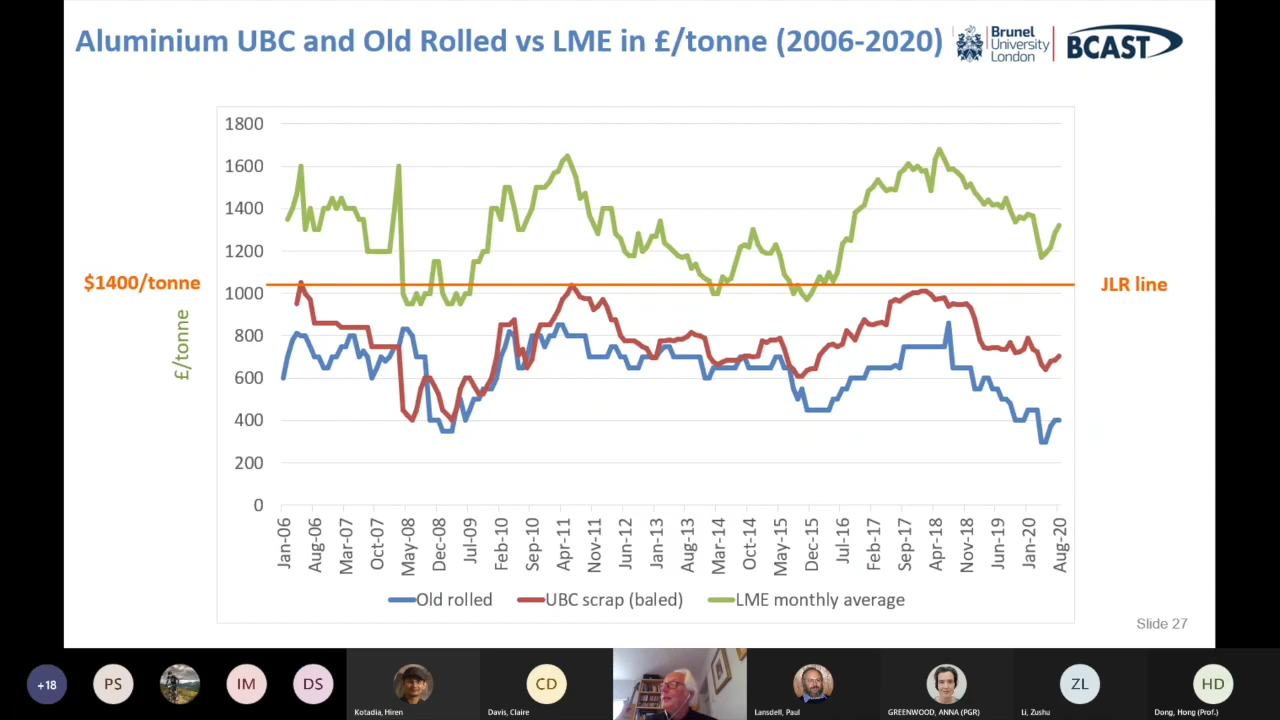 Aluminium UBC and Old Rolled vs LME in £/tonne (2006-2020)
Brunel
University
London
BCAST
1800
1600
1400
1200
1000
800
600
400
200
0
$1400/tonne
£/tonne
JLR line
Jan-06
Aug-06
Mar-07
Oct-07
May-08
Dec-08
Jul-09
Feb-10
Sep-10
Apr-11
Nov-11
Jun-12
Jan-13
Aug-13
Mar-14
Oct-14
May-15
Dec-15
Jul-16
Feb-17
Sep-17
Apr-18
Nov-18
Jun-19
Jan-20
Aug-20
Old rolled UBC scrap (baled) LME monthly average
Slide 27
+18
PS
IM
DS
CD
ZL
HD
Kotadia, Hiren
Davis, Claire
Lansdell, Paul
GREENWOOD, ANNA (PGR)
Li, Zushu
Dong, Hong (Prof.)